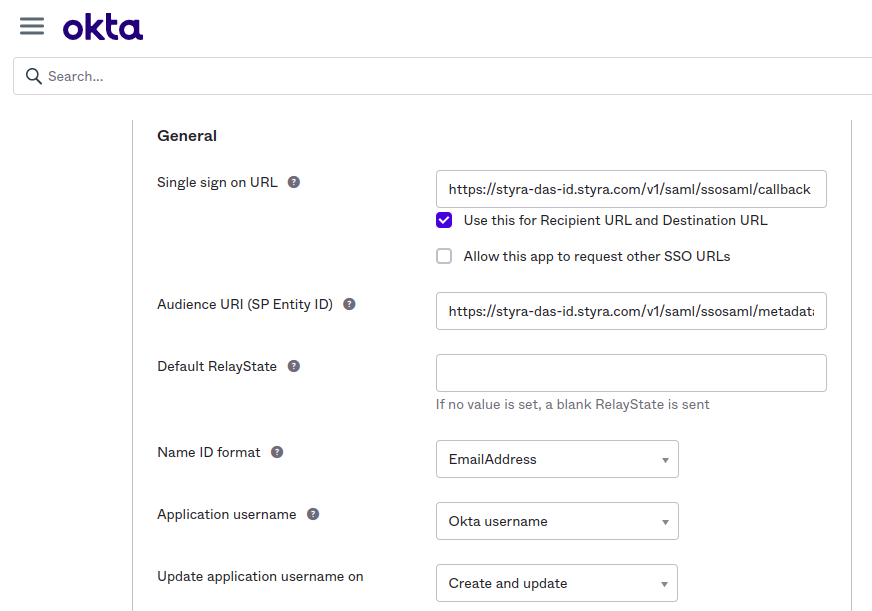 okta
Search...
General
Single sign on URL ?
https://styra-das-id.styra.com/v1/saml/ssosaml/callback
Use this for Recipient URL and Destination URL
Allow this app to request other SSO URLs
Audience URI (SP Entity ID) ?
https://styra-das-id.styra.com/v1/saml/ssosaml/metadata
Default RelayState ?
If no value is set, a blank RelayState is sent
Name ID format ?
EmailAddress
Application username ?
Okta username
Update application username on
Create and update